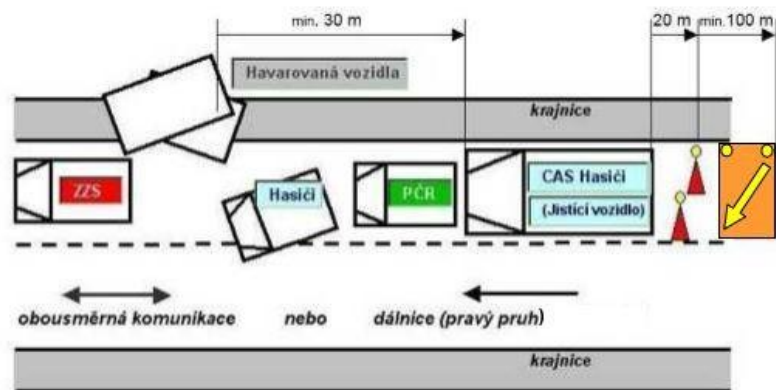 min. 30 m
20 m
min.100 m
Havarovaná vozidla
krajnice
ZZS
Hasiči
PČR
CAS Hasiči
(Jistící vozidlo)
obousměrná komunikace nebo dálnice (pravý pruh)
krajnice